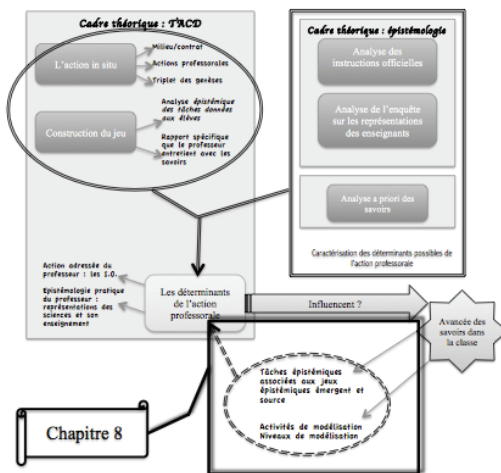 Cadre théorique : TACD
L'action in situ
Milieu/contrat
Actions professorales
Triplet des genèses
Construction du jeu
Analyse épistémique
des tâches données
aux élèves
Rapport spécifique
que le professeur
entretient avec les
savoirs
Cadre théorique : épistémologie
Analyse des
instructions officielles
Analyse de l'enquête
sur les représentations
des enseignants
Analyse a priori des
savoirs
Caractérisation des déterminants possibles de
l'action professorale
Action adressée du
professeur : les I.O.
Epistémologie pratique
du professeur :
représentations des
sciences et son
enseignement
Les déterminants
de l'action
professorale
Influencent ?
Avancée des
savoirs dans
la classe
Tâches épistémiques
associées aux jeux
épistémiques émergent et
source
Activités de modélisation
Niveaux de modélisation
Chapitre 8